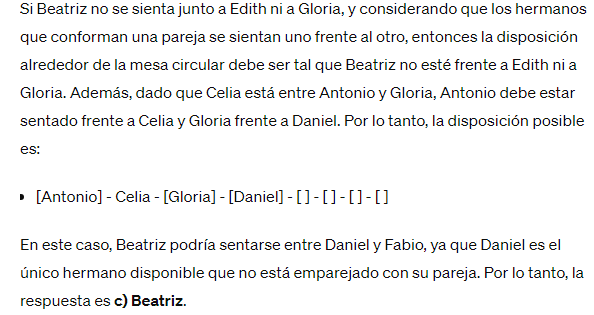 Si Beatriz no se sienta junto a Edith ni a Gloria, y considerando que los hermanos
que conforman una pareja se sientan uno frente al otro, entonces la disposición
alrededor de la mesa circular debe ser tal que Beatriz no esté frente a Edith ni a
Gloria. Además, dado que Celia está entre Antonio y Gloria, Antonio debe estar
sentado frente a Celia y Gloria frente a Daniel. Por lo tanto, la disposición posible
es:
• [Antonio] - Celia - [Gloria] - [Daniel] - [ ] - [ ] - [ ] - [ ]
En este caso, Beatriz podría sentarse entre Daniel y Fabio, ya que Daniel es el
único hermano disponible que no está emparejado con su pareja. Por lo tanto, la
respuesta es c) Beatriz.